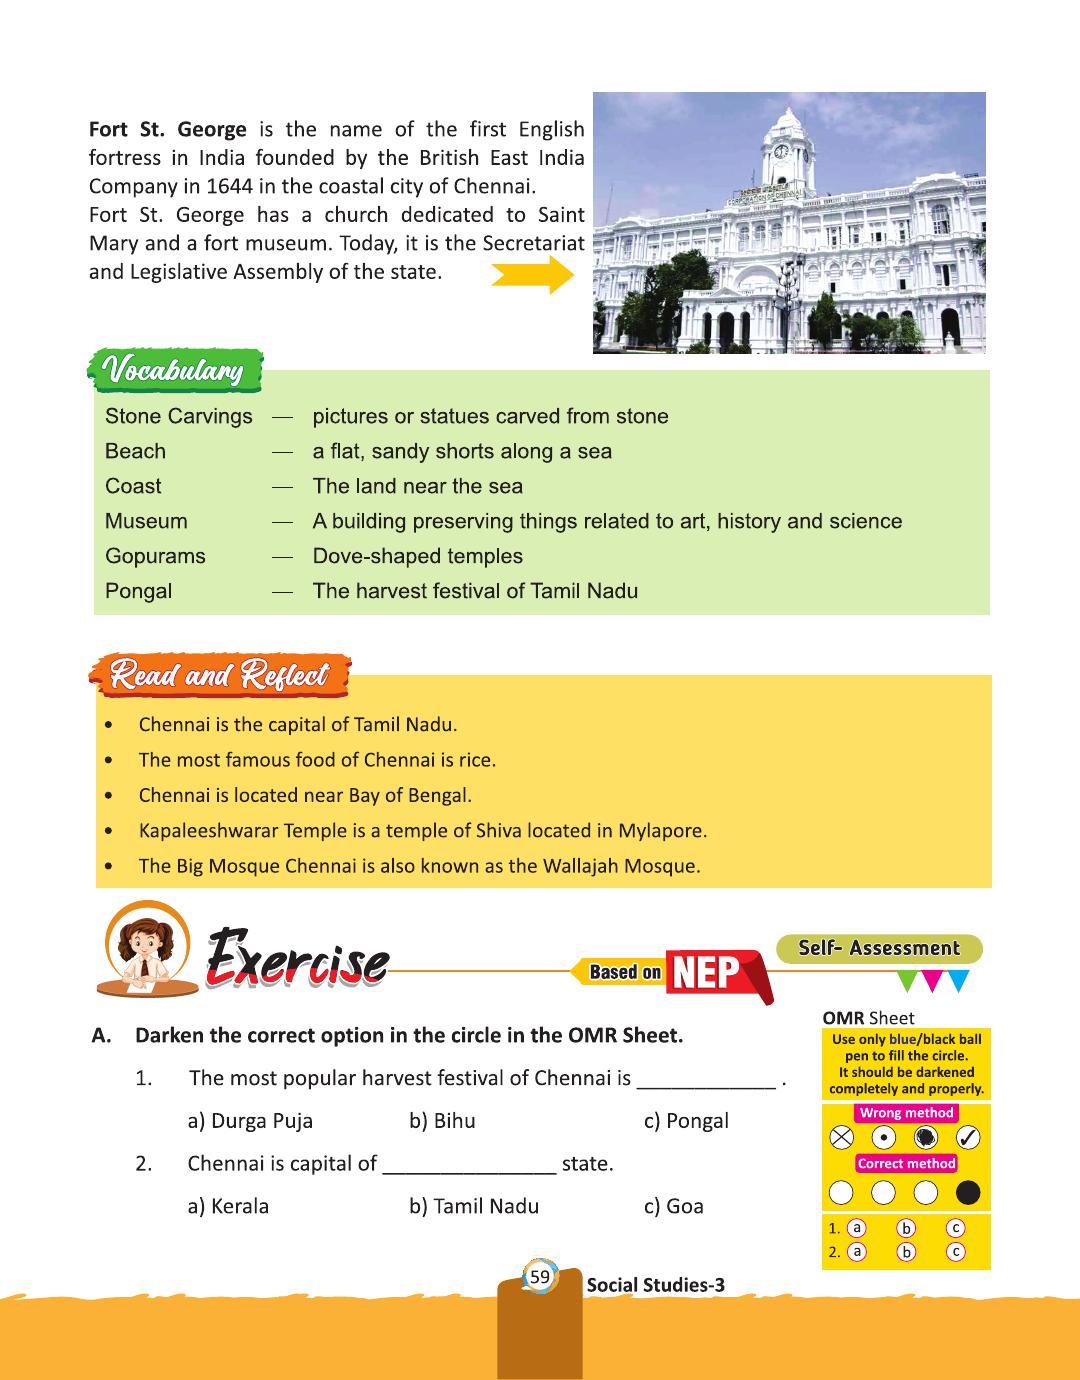 Fort St. George is the name of the first English
fortress in India founded by the British East India
Company in 1644 in the coastal city of Chennai.
Fort St. George has a church dedicated to Saint
Mary and a fort museum. Today, it is the Secretariat
and Legislative Assembly of the state.
CORPORATION OF CHENNAI
Vocabulary
Stone Carvings — pictures or statues carved from stone
Beach — a flat, sandy shorts along a sea
Coast — The land near the sea
Museum — A building preserving things related to art, history and science
Gopurams — Dove-shaped temples
Pongal — The harvest festival of Tamil Nadu
Read and Reflect
• Chennai is the capital of Tamil Nadu.
• The most famous food of Chennai is rice.
• Chennai is located near Bay of Bengal.
• Kapaleeshwarar Temple is a temple of Shiva located in Mylapore.
• The Big Mosque Chennai is also known as the Wallajah Mosque.
Exercise
Based on NEP
Self- Assessment
A. Darken the correct option in the circle in the OMR Sheet.
1. The most popular harvest festival of Chennai is _____________ .
a) Durga Puja b) Bihu c) Pongal
2. Chennai is capital of ________________ state.
a) Kerala b) Tamil Nadu c) Goa
OMR Sheet
Use only blue/black ball
pen to fill the circle.
It should be darkened
completely and properly.
Wrong method
Correct method
1. a b c
2. a b c
59
Social Studies-3